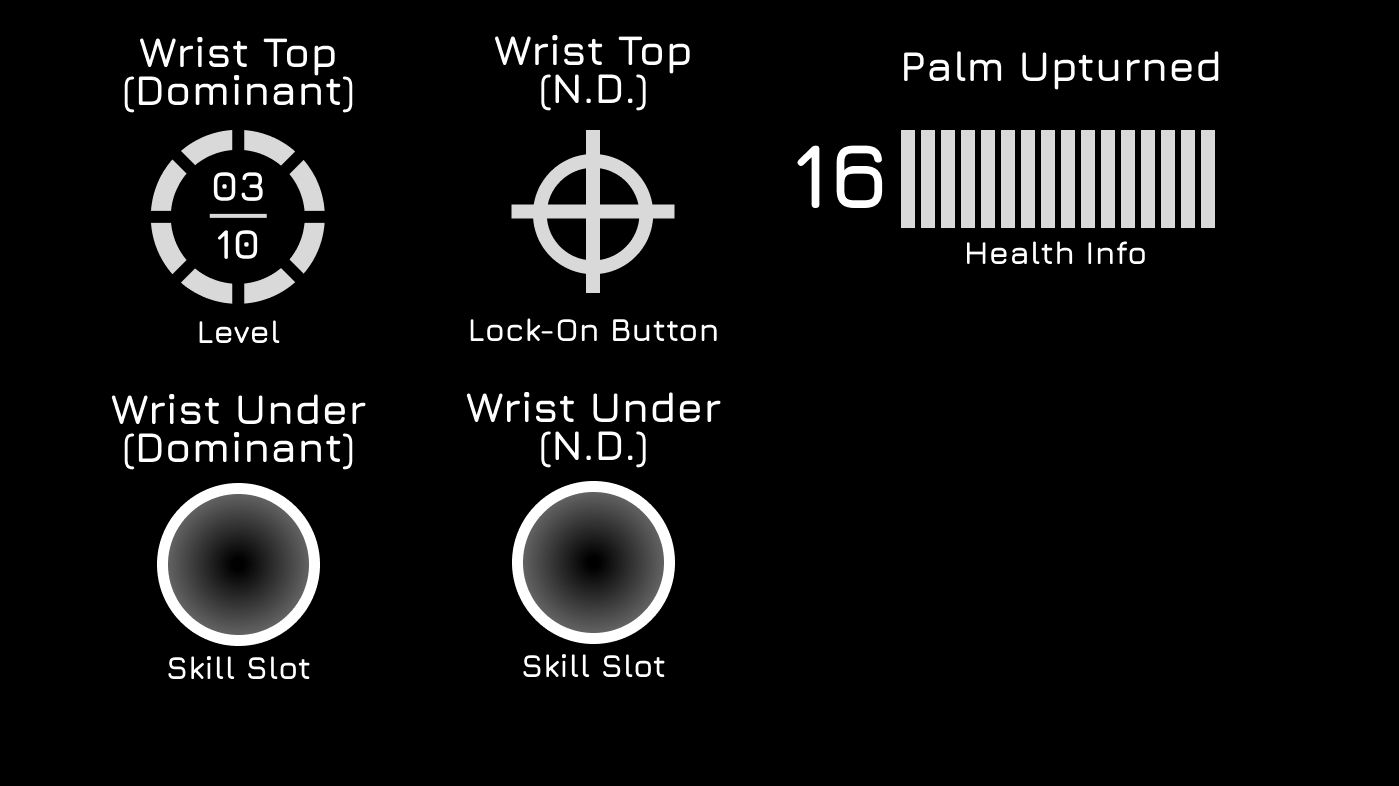 Wrist Top
(Dominant)
03
10
Level
Wrist Top
(N.D.)
Lock-On Button
Palm Upturned
16
Health Info
Wrist Under
(Dominant)
Skill Slot
Wrist Under
(N.D.)
Skill Slot